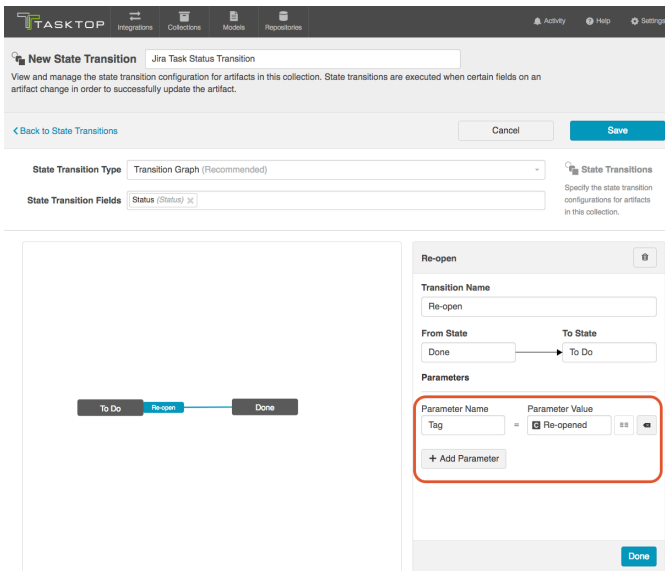 TASKTOP
Integrations
Collections
Models
Repositories
Activity
Help
Settings
New State Transition
Jira Task Status Transition
View and manage the state transition configuration for artifacts in this collection. State transitions are executed when certain fields on an
artifact change in order to successfully update the artifact.
Back to State Transitions
Cancel
Save
State Transition Type
Transition Graph (Recommended)
State Transition Fields
Status (Status)
State Transitions
Specify the state transition
configurations for artifacts
in this collection.
To Do
Re-open
Done
Re-open
Transition Name
Re-open
From State
To State
Done
To Do
Parameters
Parameter Name
Parameter Value
Tag
=
C Re-opened
+ Add Parameter
Done